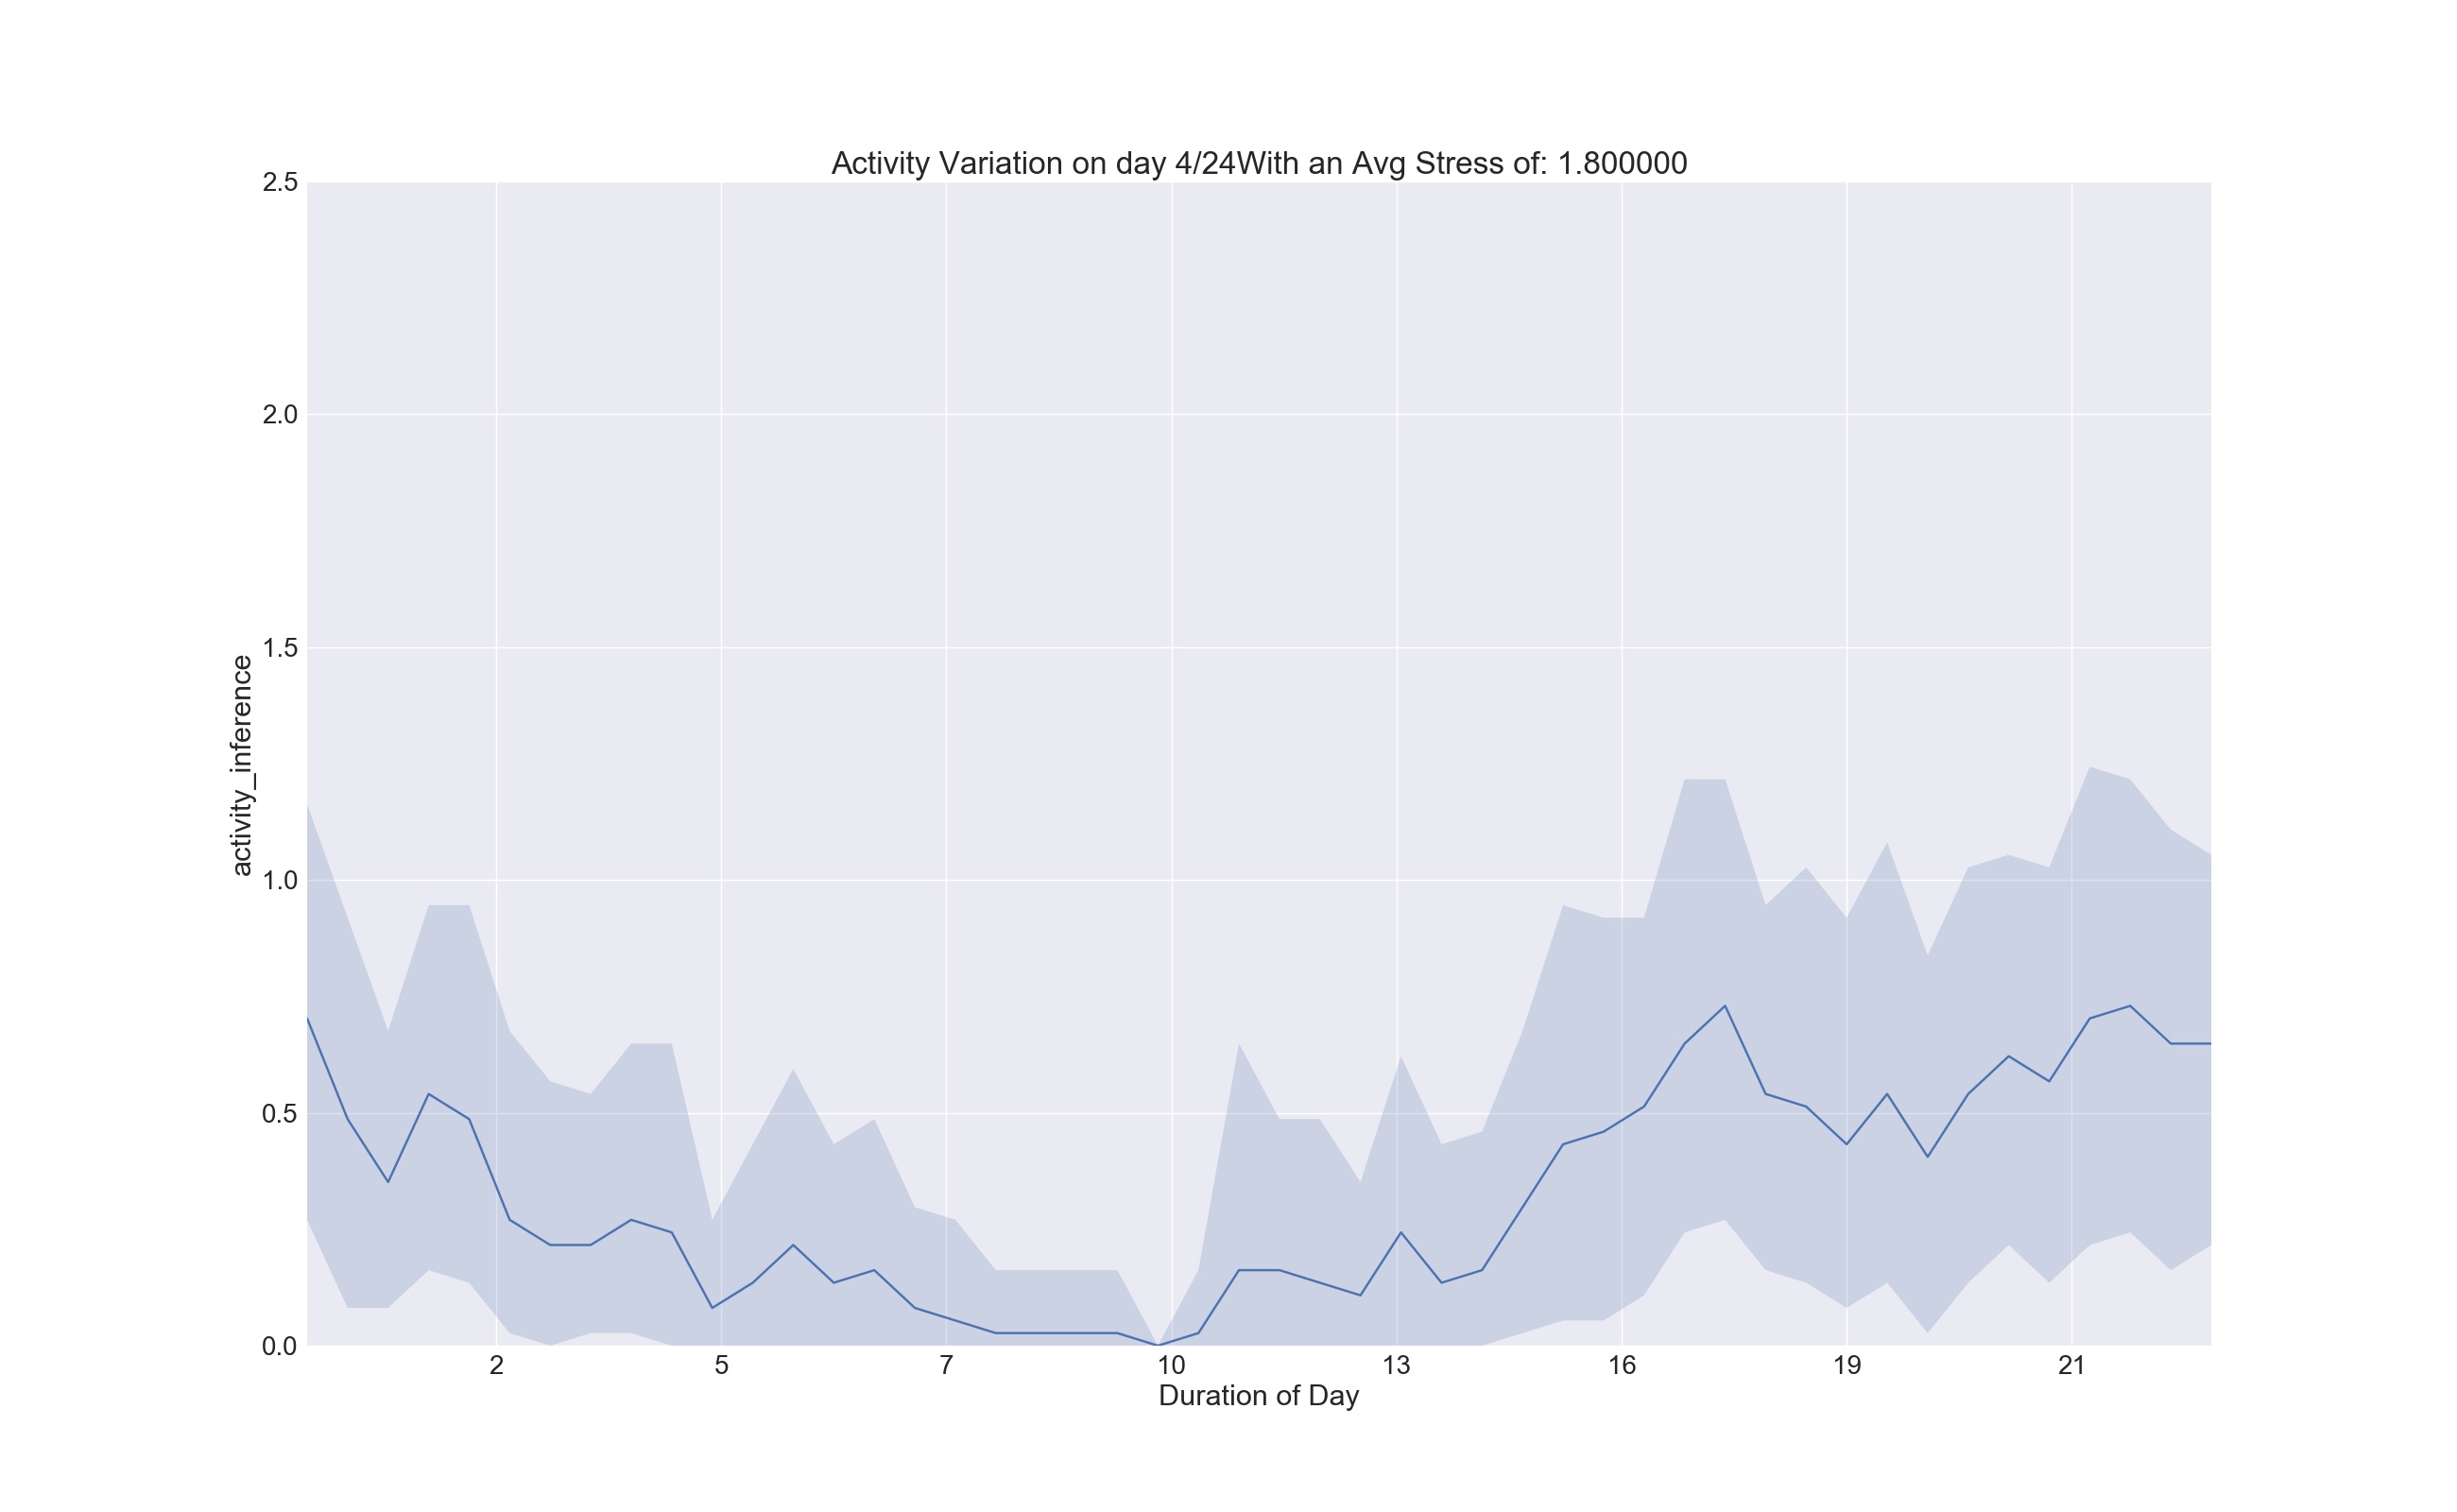 Activity Variation on day 4/24With an Avg Stress of: 1.800000
2.5
2.0
1.5
1.0
0.5
0.0
activity_inference
2 5 7 10 13 16 19 21
Duration of Day